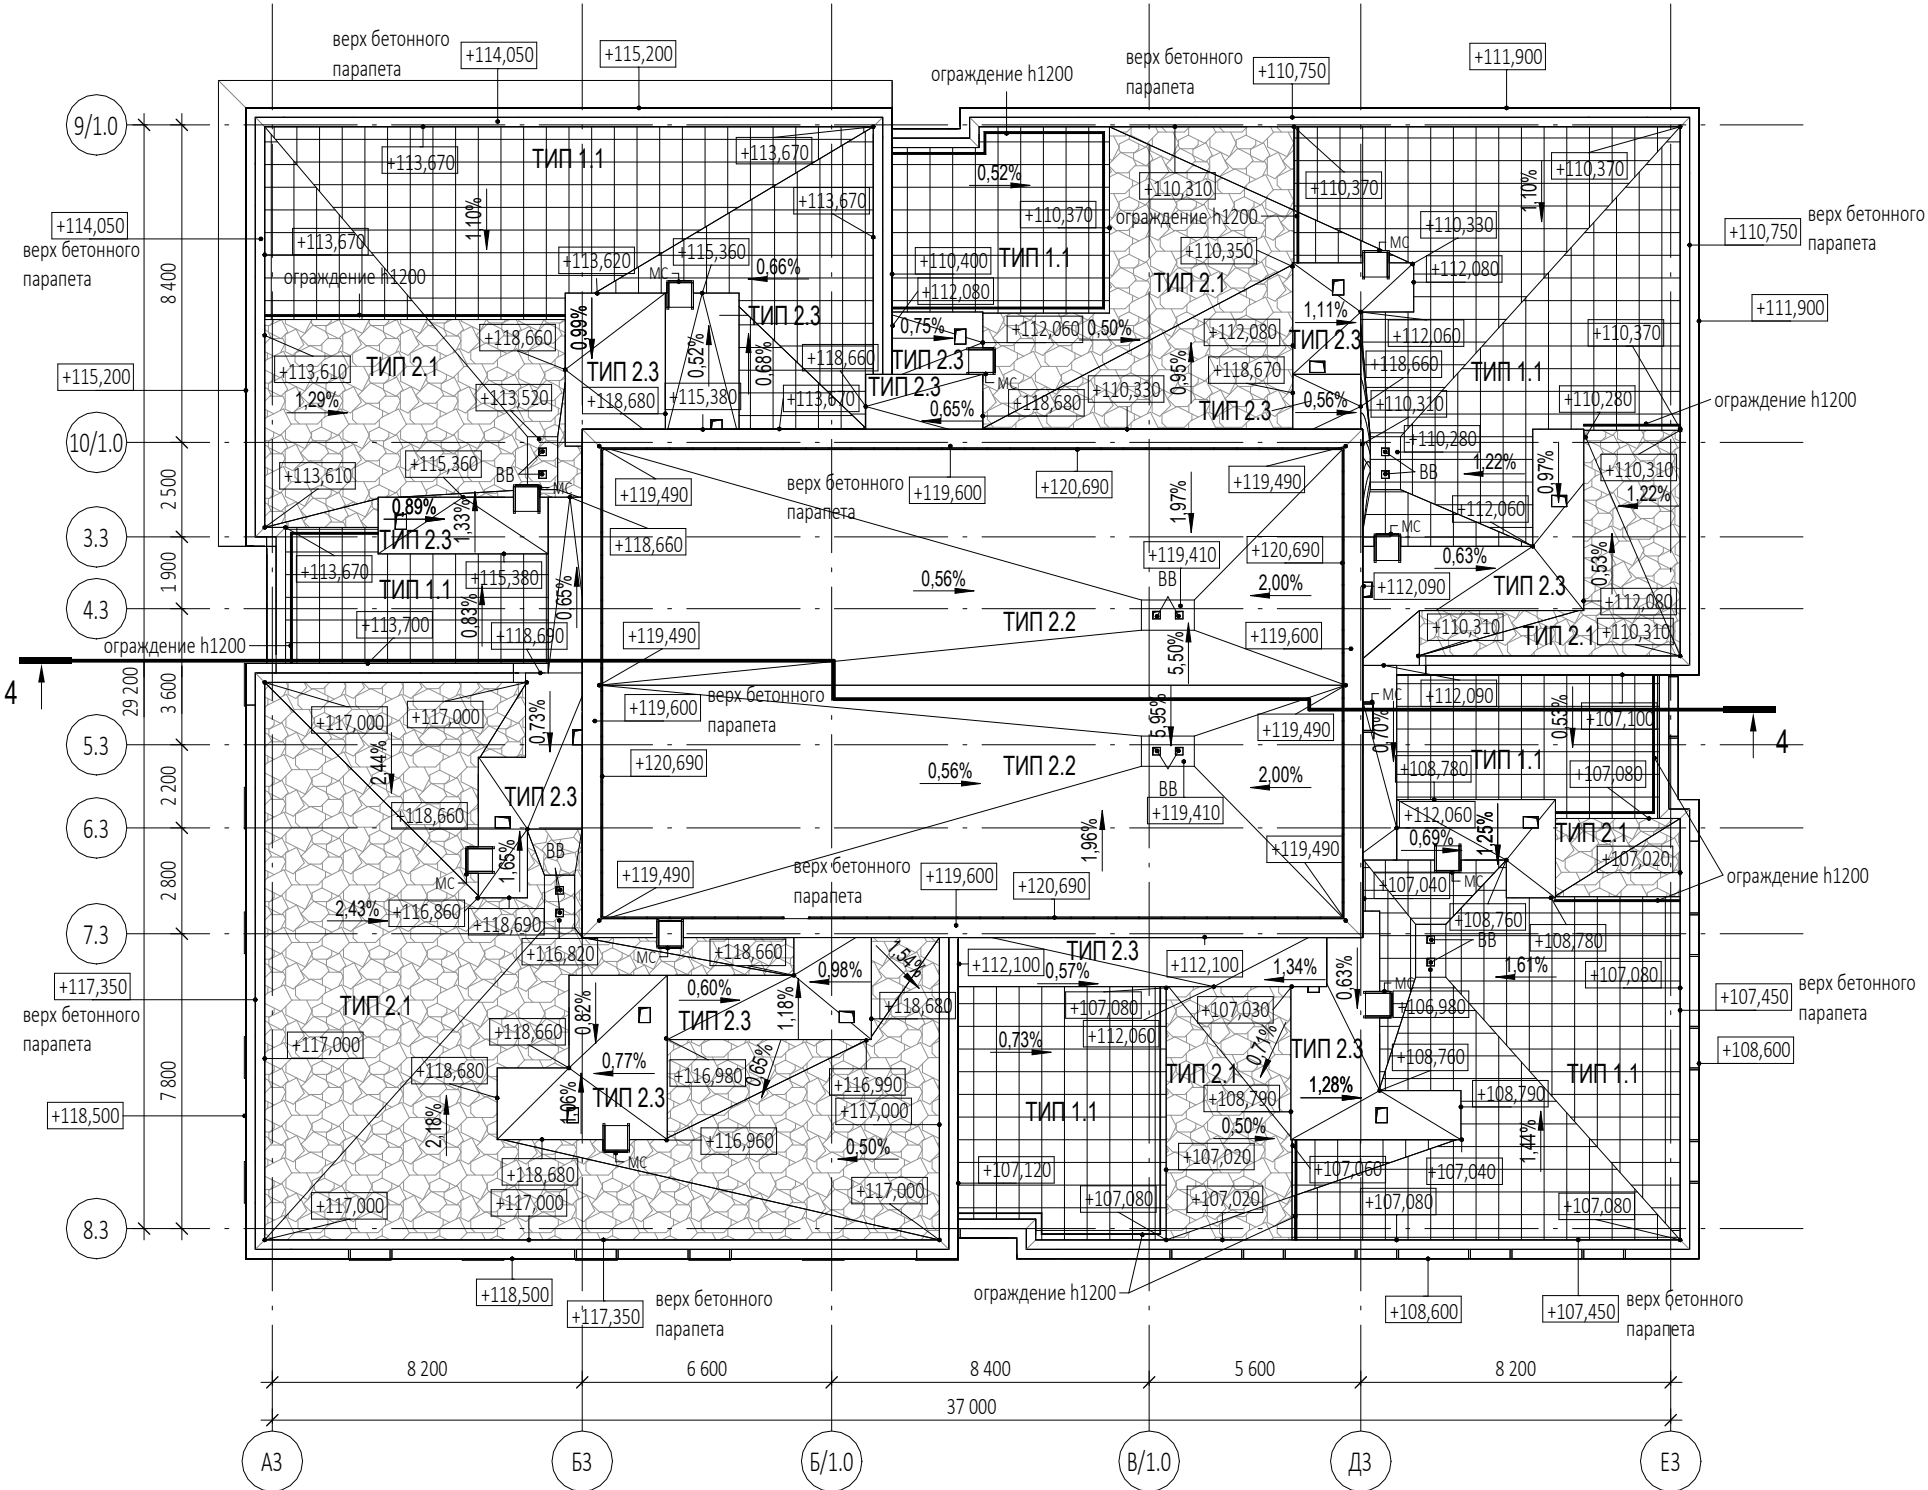 верх бетонного
парапета
+114,050
+115,200
ограждение h1200
верх бетонного
парапета
+110,750
+111,900
9/1.0
+113,670
ТИП 1.1
+113,670
0,52%
+110,310
+110,370
1,10%
+110,370
+114,050
верх бетонного
парапета
1,10%
+113,670
+110,370
ограждение h1200
+110,330
+110,750
верх бетонного
парапета
+113,670
+113,620
+115,360
0,66%
+110,400
ТИП 1.1
+110,350
МС
+112,080
ограждение h1200
МС
+112,080
ТИП 2.1
8 400
0,99%
ТИП 2.3
0,75%
+112,060
0,50%
+112,080
1,11%
+112,060
+110,370
+111,900
+118,660
ТИП 2.1
+113,610
ТИП 2.3
0,52%
0,68%
+118,660
ТИП 2.3
ТИП 2.3
МС
0,95%
+118,670
ТИП 2.3
+118,660
ТИП 1.1
+115,200
1,29%
+113,520
+118,680
+115,380
+113,670
0,65%
+118,680
+110,330
ТИП 2.3
0,56%
+110,310
+110,280
ограждение h1200
10/1.0
+113,610
+115,360
ВВ
МС
+110,280
ВВ
1,22%
0,97%
+110,310
1,22%
2 500
0,89%
1,33%
+119,490
верх бетонного
парапета
+119,600
+120,690
1,97%
+119,490
+112,060
3.3
ТИП 2.3
+118,660
+119,410
+120,690
МС
0,63%
0,53%
+113,670
ТИП 1.1
+115,380
0,65%
0,56%
ВВ
2,00%
+112,090
ТИП 2.3
+112,080
1 900
4.3
+113,700
0,83%
+118,690
+119,490
ТИП 2.2
+119,600
+110,310
ТИП 2.1
+110,310
ограждение h1200
5,50%
4
29 200
3 600
+117,000
+117,000
0,73%
+119,600
верх бетонного
парапета
5,95%
+119,490
МС
+112,090
0,70%
0,53%
+107,100
4
5.3
2,44%
+120,690
0,56%
ТИП 2.2
2,00%
+108,780
ТИП 1.1
+107,080
2 200
ТИП 2.3
+118,660
ВВ
+119,410
+112,060
6.3
1,65%
ВВ
1,96%
+119,490
0,69%
1,25%
ТИП 2.1
+107,020
МС
+119,490
верх бетонного
парапета
+119,600
+120,690
+107,040
МС
ограждение h1200
2 800
2,43%
+116,860
+118,690
+108,760
7.3
+116,820
МС
+118,660
1,54%
ТИП 2.3
ВВ
+108,780
+117,350
верх бетонного
парапета
ТИП 2.1
0,60%
0,98%
+112,100
0,57%
+112,100
1,34%
0,63%
МС
1,61%
+107,080
+107,450
верх бетонного
парапета
+118,660
0,82%
ТИП 2.3
1,18%
+118,680
+107,080
+107,030
+106,980
+117,000
+112,060
0,73%
0,71%
ТИП 2.3
+108,760
+108,600
+118,680
0,77%
+116,980
0,65%
+116,990
ТИП 2.1
ТИП 1.1
7 800
+118,500
2,18%
1,06%
ТИП 2.3
+117,000
ТИП 1.1
+108,790
1,28%
+108,790
+116,960
0,50%
0,50%
1,44%
МС
+118,680
+107,120
+107,020
+107,060
+107,040
+117,000
+117,000
+117,000
+107,080
+107,020
+107,080
+107,080
8.3
+118,500
+117,350
верх бетонного
парапета
ограждение h1200
+108,600
+107,450
верх бетонного
парапета
8 200
6 600
8 400
5 600
8 200
37 000
А3
Б3
Б/1.0
В/1.0
Д3
Е3